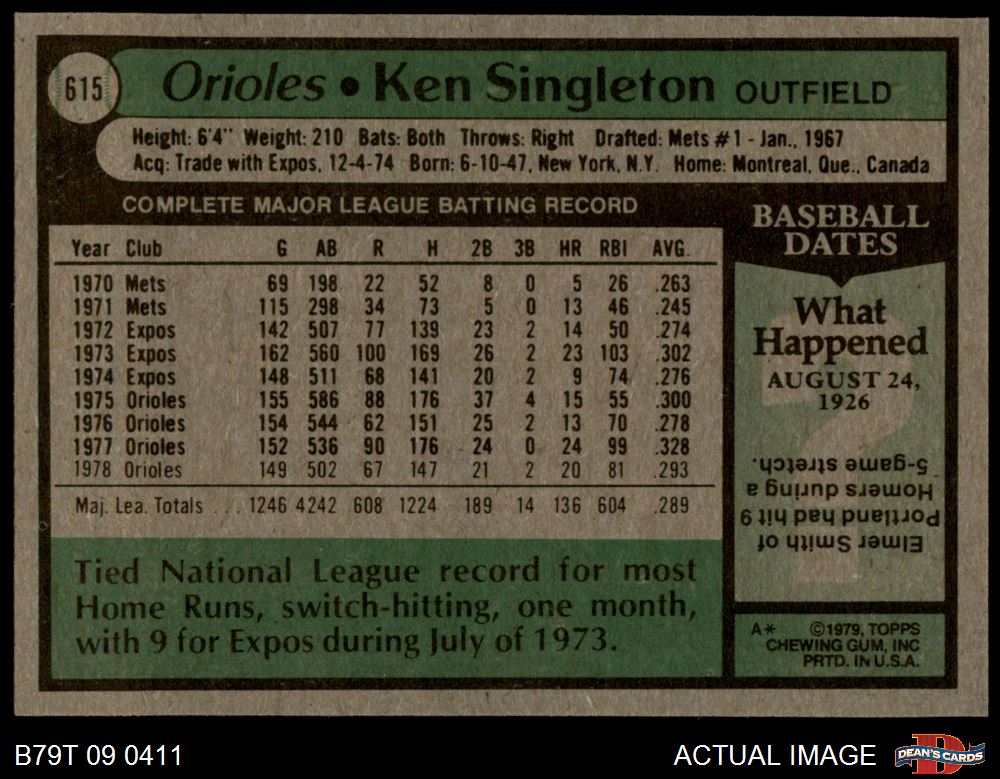 615
Orioles • Ken Singleton OUTFIELD
Height: 6'4" Weight: 210 Bats: Both Throws: Right Drafted: Mets #1 - Jan., 1967
Acq: Trade with Expos, 12-4-74 Born: 6-10-47, New York, N.Y. Home: Montreal, Que., Canada
COMPLETE MAJOR LEAGUE BATTING RECORD
Year Club G AB R H 2B 3B HR RBI AVG.
1970 Mets 69 198 22 52 8 0 5 26 .263
1971 Mets 115 298 34 73 5 0 13 46 .245
1972 Expos 142 507 77 139 23 2 14 50 .274
1973 Expos 162 560 100 169 26 2 23 103 .302
1974 Expos 148 511 68 141 20 2 9 74 .276
1975 Orioles 155 586 88 176 37 4 15 55 .300
1976 Orioles 154 544 62 151 25 2 13 70 .278
1977 Orioles 152 536 90 176 24 0 24 99 .328
1978 Orioles 149 502 67 147 21 2 20 81 .293
Maj. Lea. Totals ... 1246 4242 608 1224 189 14 136 604 .289
Tied National League record for most
Home Runs, switch-hitting, one month,
with 9 for Expos during July of 1973.
BASEBALL
DATES
What
Happened
AUGUST 24,
1926
Elmer Smith of
Portland had hit 9
Homers during a
5-game stretch.
A* ©1979, TOPPS
CHEWING GUM, INC
PRTD. IN U.S.A.
B79T 09 0411
ACTUAL IMAGE
DEAN'S CARDS